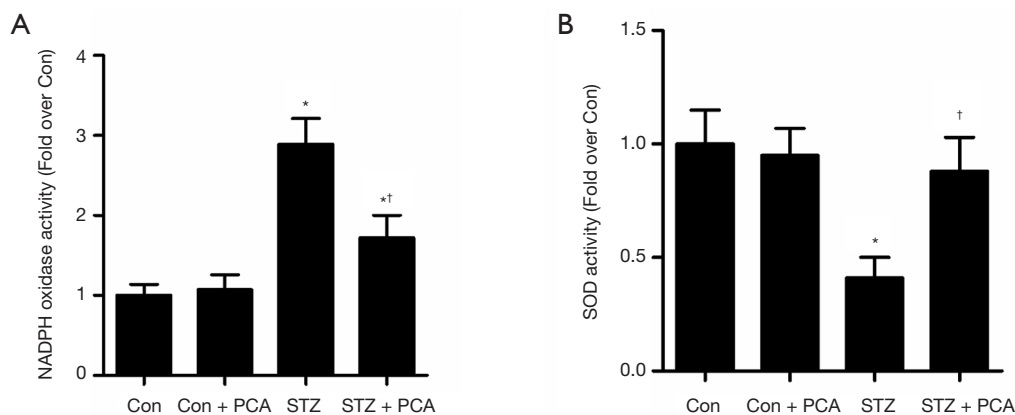 A
NADPH oxidase activity (Fold over Con)
4
3
2
1
0
*
*†
Con
Con + PCA
STZ
STZ + PCA
B
SOD activity (Fold over Con)
1.5
1.0
0.5
0.0
*
†
Con
Con + PCA
STZ
STZ + PCA